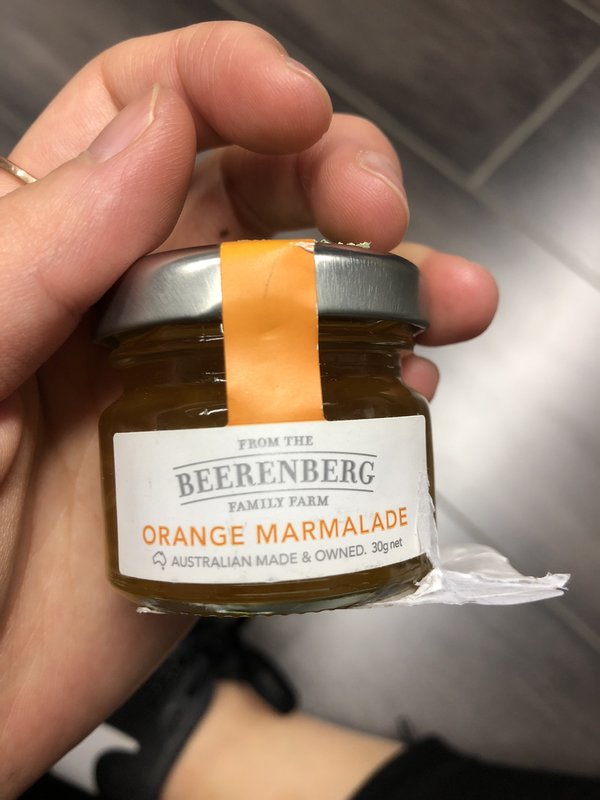 FROM THE
BEERENBERG
FAMILY FARM
ORANGE MARMALADE
AUSTRALIAN MADE & OWNED. 30g net